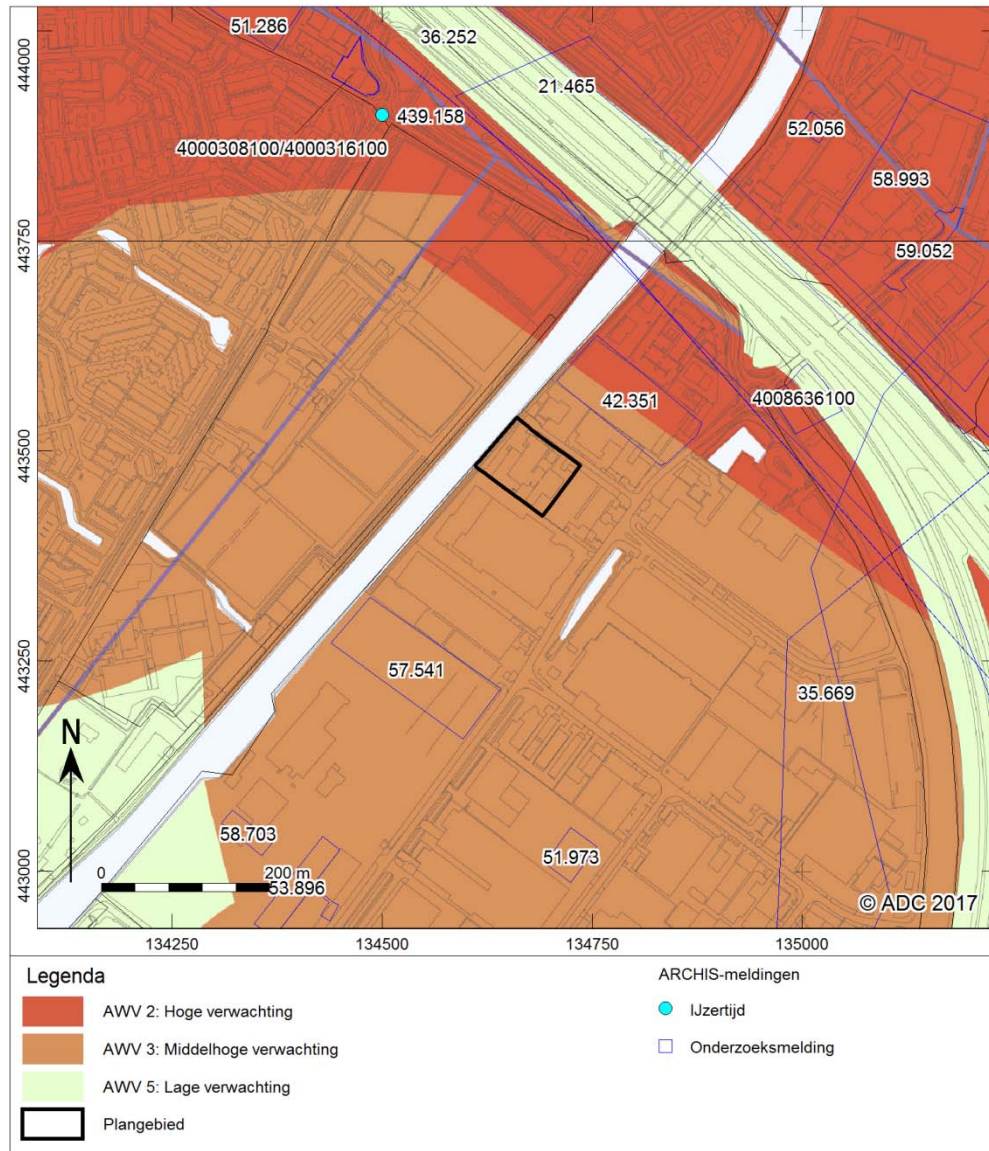 51.286
36.252
21.465
439.158
52.056
4000308100/4000316100
58.993
59.052
42.351
4008636100
57.541
35.669
58.703
51.973
53.896
N
0
200 m
© ADC 2017
444000
443750
443500
443250
443000
134250
134500
134750
135000
Legenda
AWV 2: Hoge verwachting
AWV 3: Middelhoge verwachting
AWV 5: Lage verwachting
Plangebied
ARCHIS-meldingen
IJzertijd
Onderzoeksmelding